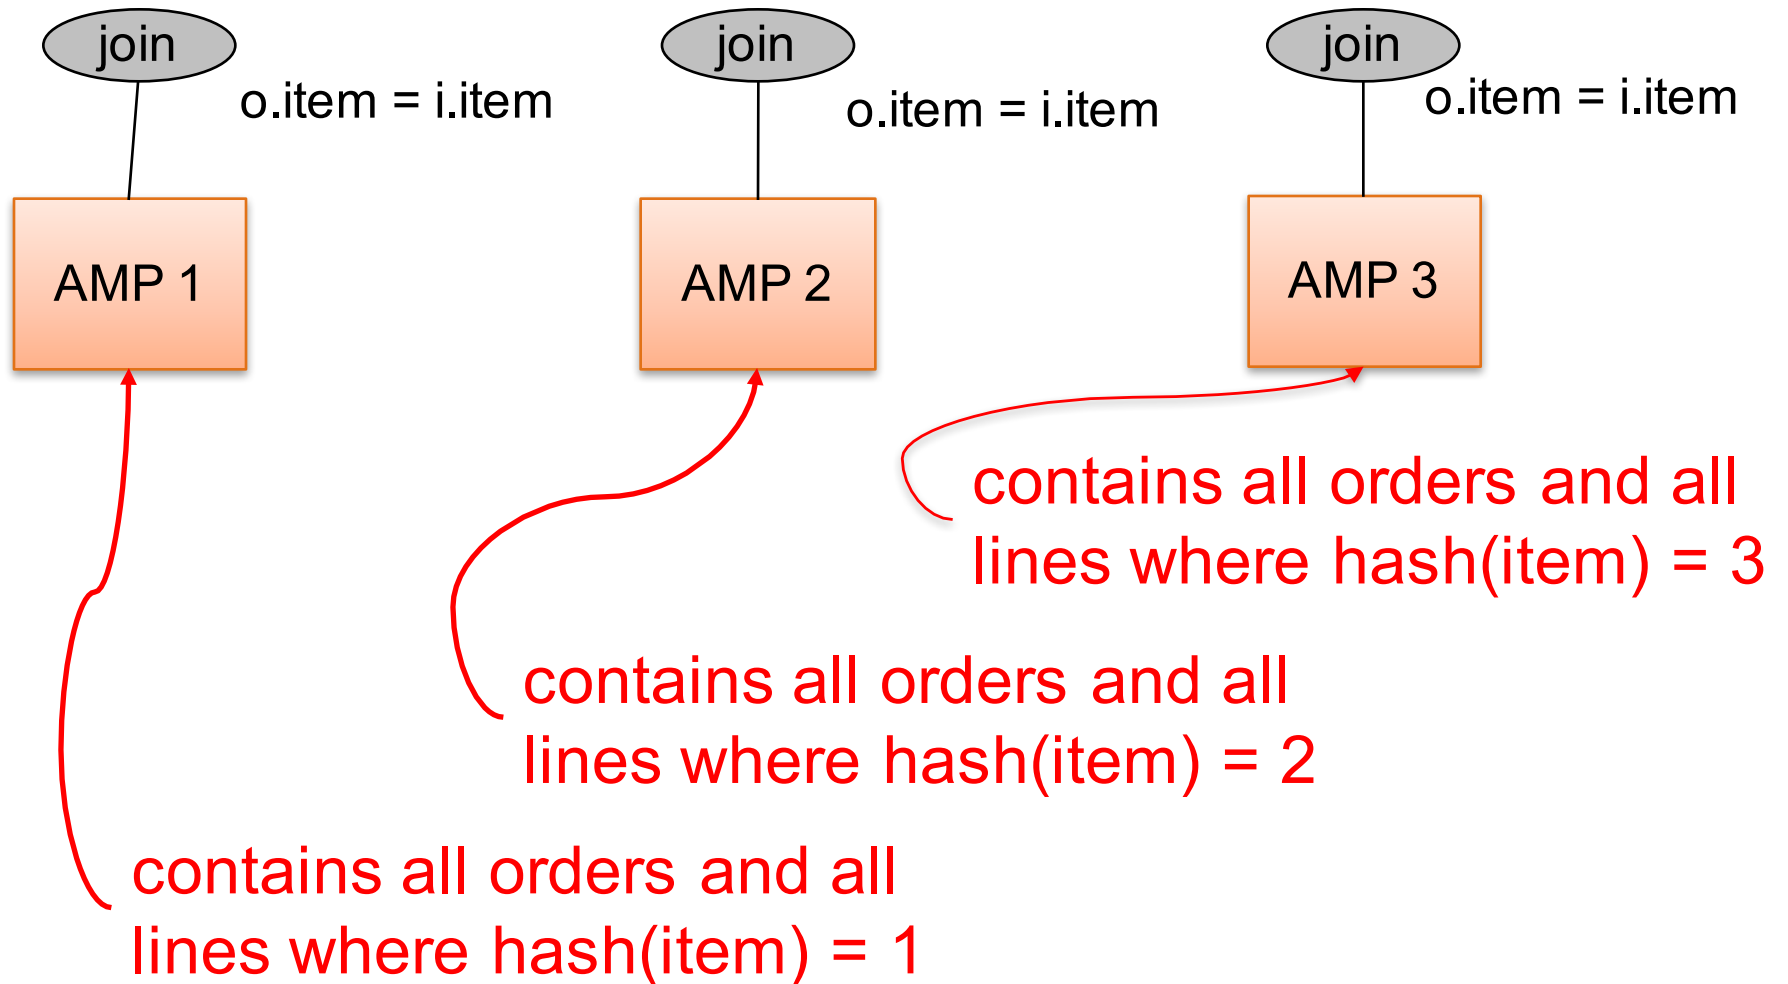 join
join
join
o.item = i.item
o.item = i.item
o.item = i.item
AMP 1
AMP 2
AMP 3
contains all orders and all
lines where hash(item) = 3
contains all orders and all
lines where hash(item) = 2
contains all orders and all
lines where hash(item) = 1